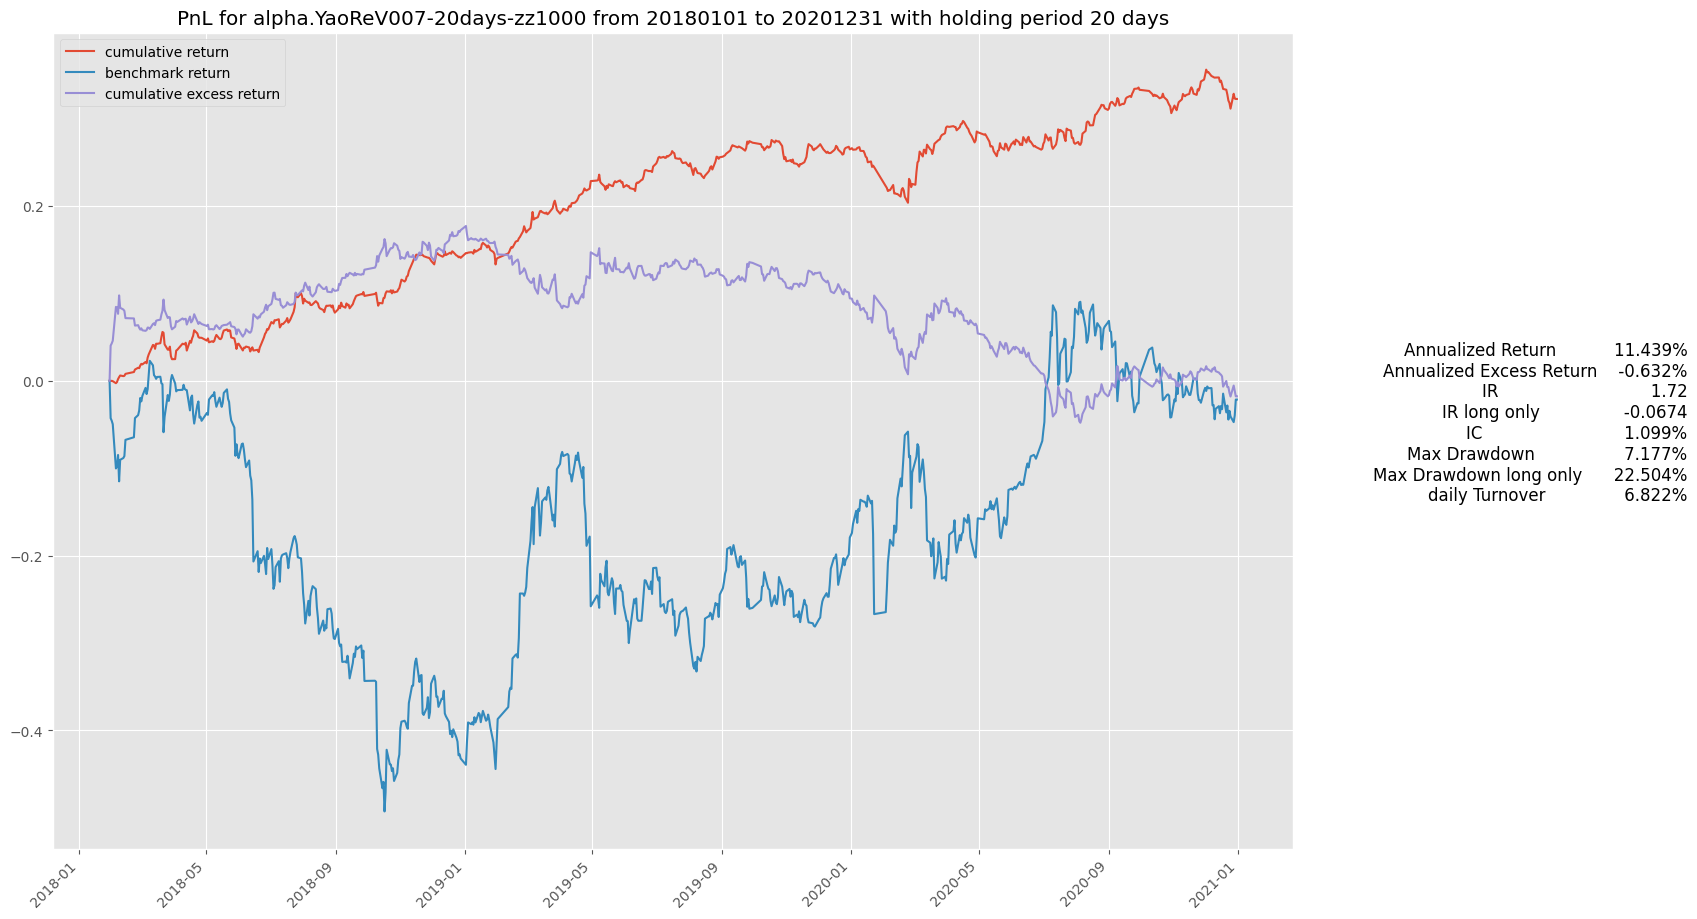 PnL for alpha.YaoReV007-20days-zz1000 from 20180101 to 20201231 with holding period 20 days
cumulative return
benchmark return
cumulative excess return
0.2
0.0
−0.2
−0.4
2018-01
2018-05
2018-09
2019-01
2019-05
2019-09
2020-01
2020-05
2020-09
2021-01
Annualized Return 11.439%
Annualized Excess Return -0.632%
IR 1.72
IR long only -0.0674
IC 1.099%
Max Drawdown 7.177%
Max Drawdown long only 22.504%
daily Turnover 6.822%